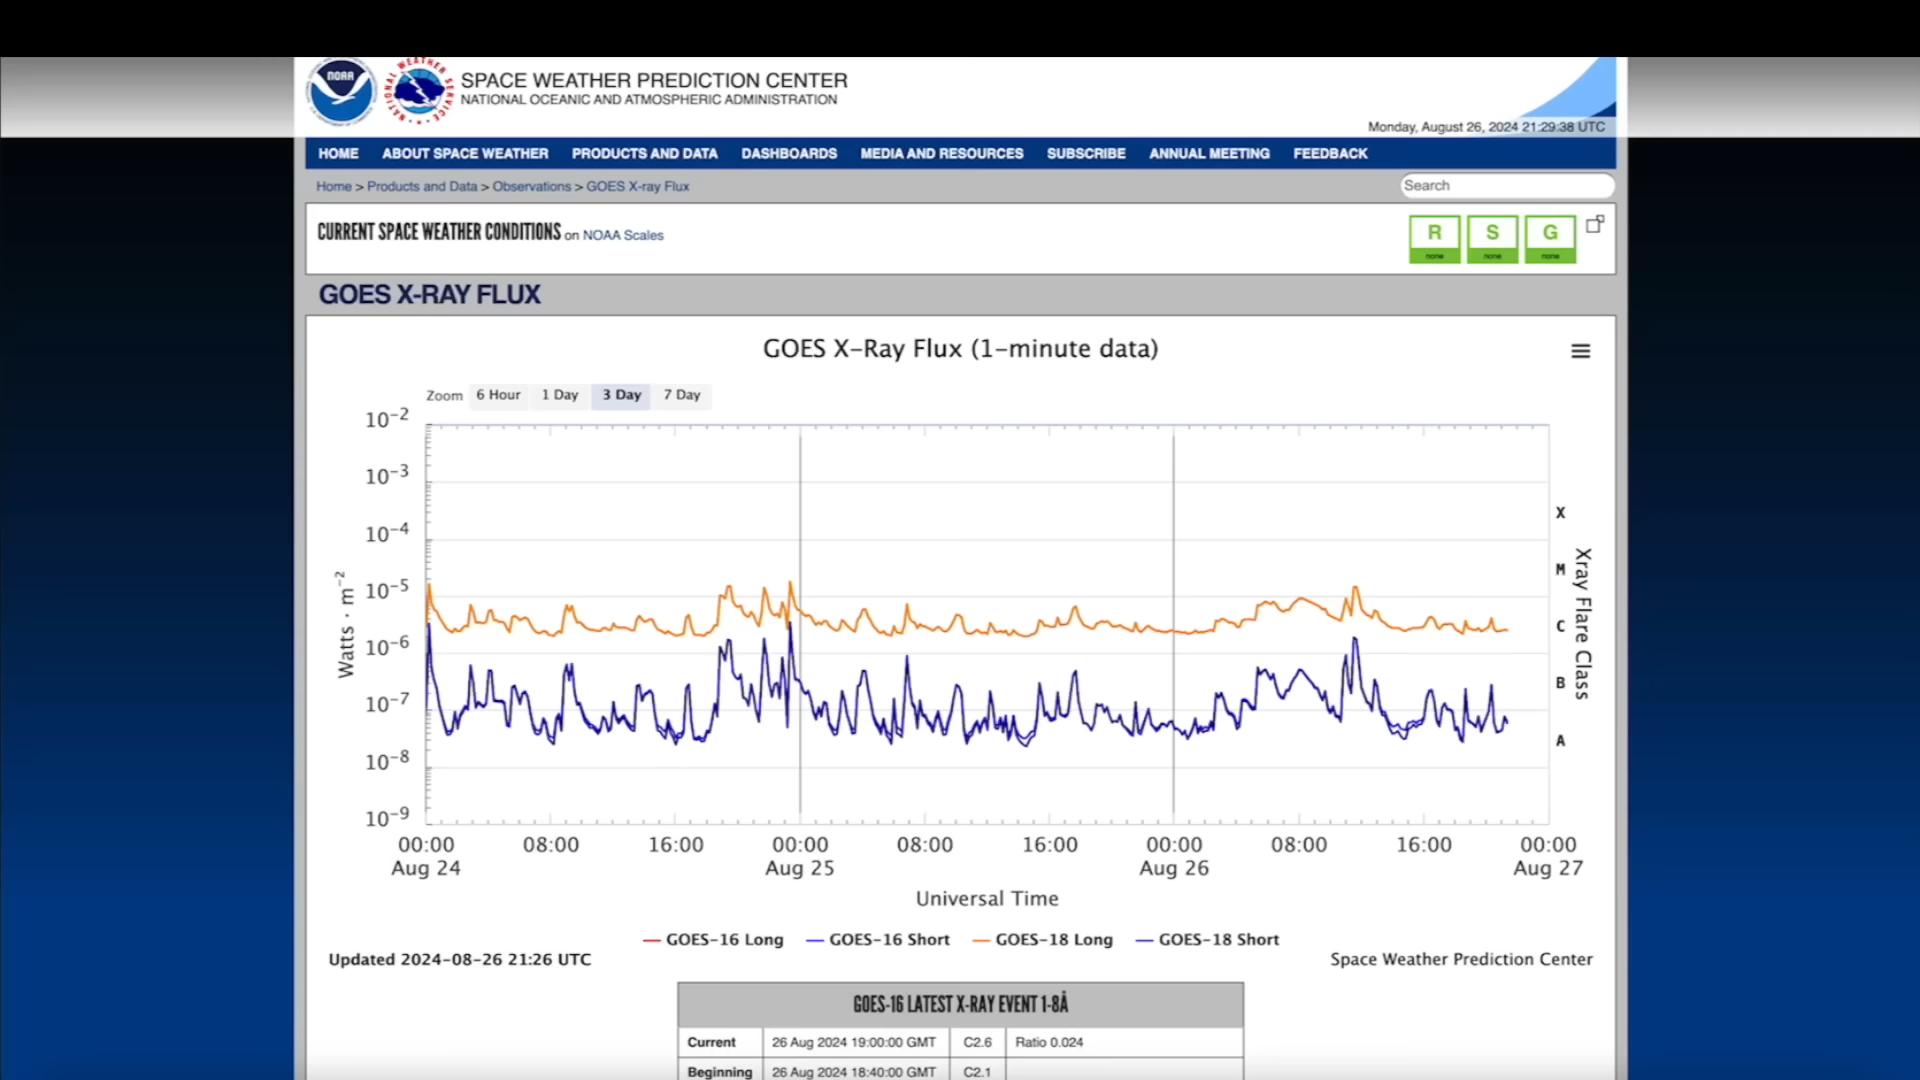 NOAA
NATIONAL WEATHER SERVICE
SPACE WEATHER PREDICTION CENTER
NATIONAL OCEANIC AND ATMOSPHERIC ADMINISTRATION
Monday, August 26, 2024 21:29:38 UTC
HOME ABOUT SPACE WEATHER PRODUCTS AND DATA DASHBOARDS MEDIA AND RESOURCES SUBSCRIBE ANNUAL MEETING FEEDBACK
Home > Products and Data > Observations > GOES X-ray Flux
Search
CURRENT SPACE WEATHER CONDITIONS on NOAA Scales
R S G
none none none
GOES X-RAY FLUX
GOES X-Ray Flux (1-minute data)
Zoom 6 Hour 1 Day 3 Day 7 Day
10⁻²
10⁻³
10⁻⁴
10⁻⁵
10⁻⁶
10⁻⁷
10⁻⁸
10⁻⁹
Watts · m⁻²
X
M
C
B
A
Xray Flare Class
00:00 08:00 16:00 00:00 08:00 16:00 00:00 08:00 16:00 00:00
Aug 24 Aug 25 Aug 26 Aug 27
Universal Time
GOES-16 Long GOES-16 Short GOES-18 Long GOES-18 Short
Updated 2024-08-26 21:26 UTC
Space Weather Prediction Center
GOES-16 LATEST X-RAY EVENT 1-8Å
Current 26 Aug 2024 19:00:00 GMT C2.6 Ratio 0.024
Beginning 26 Aug 2024 18:40:00 GMT C2.1